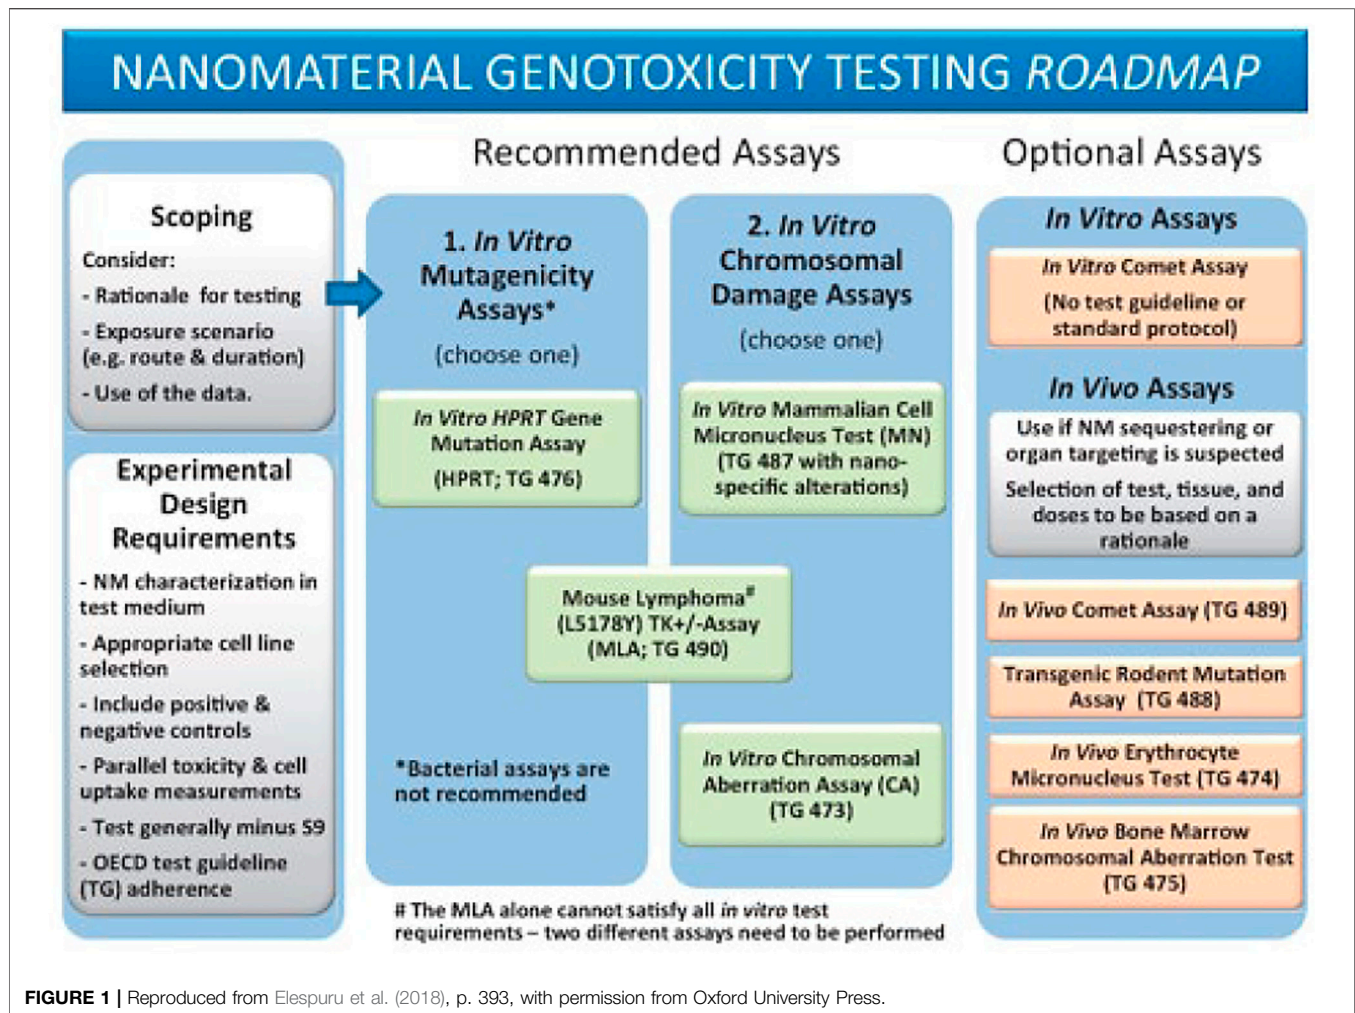 NANOMATERIAL GENOTOXICITY TESTING ROADMAP
Scoping
Consider:
- Rationale for testing
- Exposure scenario
(e.g. route & duration)
- Use of the data.
Experimental
Design
Requirements
- NM characterization in
test medium
- Appropriate cell line
selection
- Include positive &
negative controls
- Parallel toxicity & cell
uptake measurements
- Test generally minus S9
- OECD test guideline
(TG) adherence
Recommended Assays
1. In Vitro
Mutagenicity
Assays*
(choose one)
In Vitro HPRT Gene
Mutation Assay
(HPRT; TG 476)
2. In Vitro
Chromosomal
Damage Assays
(choose one)
In Vitro Mammalian Cell
Micronucleus Test (MN)
(TG 487 with nano-
specific alterations)
Mouse Lymphoma#
(L5178Y) TK+/-Assay
(MLA; TG 490)
*Bacterial assays are
not recommended
In Vitro Chromosomal
Aberration Assay (CA)
(TG 473)
# The MLA alone cannot satisfy all in vitro test
requirements – two different assays need to be performed
Optional Assays
In Vitro Assays
In Vitro Comet Assay
(No test guideline or
standard protocol)
In Vivo Assays
Use if NM sequestering or
organ targeting is suspected
Selection of test, tissue, and
doses to be based on a
rationale
In Vivo Comet Assay (TG 489)
Transgenic Rodent Mutation
Assay (TG 488)
In Vivo Erythrocyte
Micronucleus Test (TG 474)
In Vivo Bone Marrow
Chromosomal Aberration Test
(TG 475)
FIGURE 1 | Reproduced from Elespuru et al. (2018), p. 393, with permission from Oxford University Press.